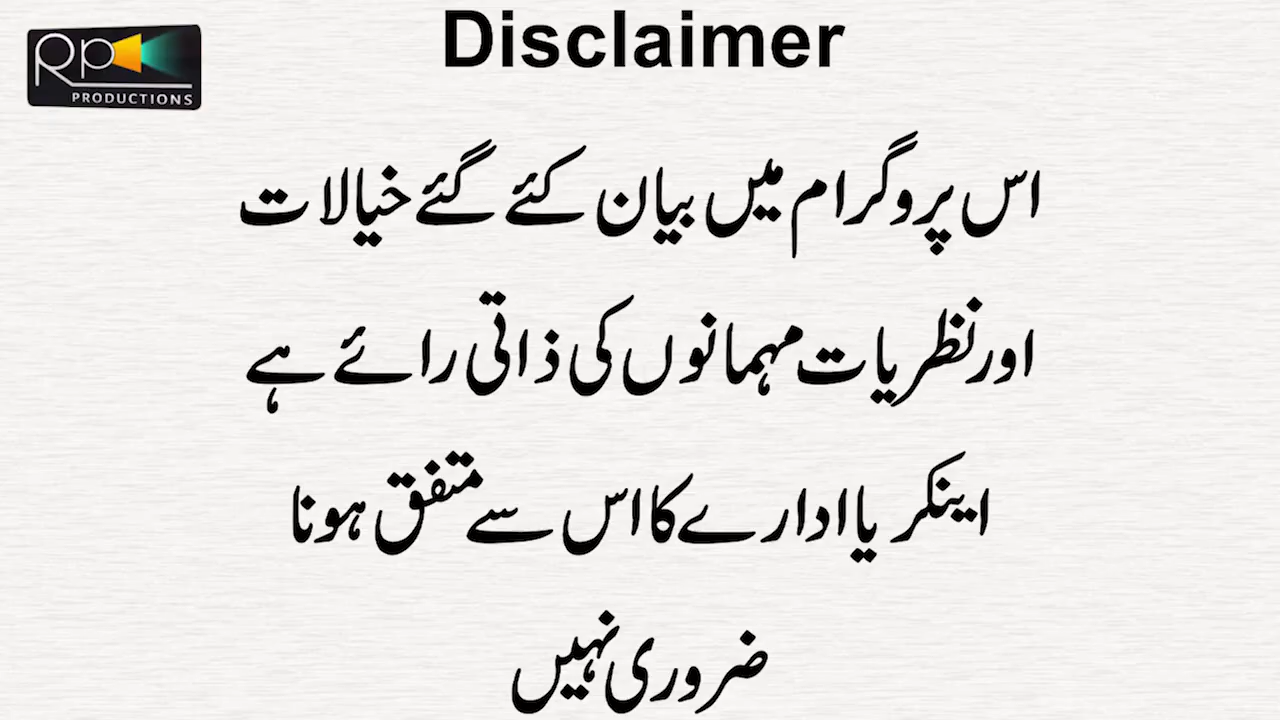 Disclaimer
Rp
PRODUCTIONS
اس پروگرام میں بیان کئے گئے خیالات
اور نظریات مہمانوں کی ذاتی رائے ہے
اینکر یا ادارے کا اس سے متفق ہونا
ضروری نہیں